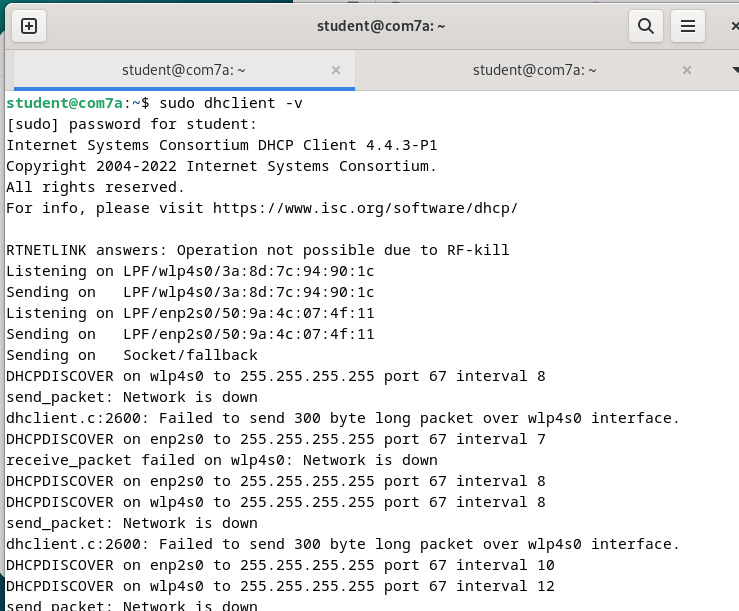 student@com7a: ~
student@com7a: ~
student@com7a: ~
student@com7a:~$ sudo dhclient -v
[sudo] password for student:
Internet Systems Consortium DHCP Client 4.4.3-P1
Copyright 2004-2022 Internet Systems Consortium.
All rights reserved.
For info, please visit https://www.isc.org/software/dhcp/
RTNETLINK answers: Operation not possible due to RF-kill
Listening on LPF/wlp4s0/3a:8d:7c:94:90:1c
Sending on   LPF/wlp4s0/3a:8d:7c:94:90:1c
Listening on LPF/enp2s0/50:9a:4c:07:4f:11
Sending on   LPF/enp2s0/50:9a:4c:07:4f:11
Sending on   Socket/fallback
DHCPDISCOVER on wlp4s0 to 255.255.255.255 port 67 interval 8
send_packet: Network is down
dhclient.c:2600: Failed to send 300 byte long packet over wlp4s0 interface.
DHCPDISCOVER on enp2s0 to 255.255.255.255 port 67 interval 7
receive_packet failed on wlp4s0: Network is down
DHCPDISCOVER on enp2s0 to 255.255.255.255 port 67 interval 8
DHCPDISCOVER on wlp4s0 to 255.255.255.255 port 67 interval 8
send_packet: Network is down
dhclient.c:2600: Failed to send 300 byte long packet over wlp4s0 interface.
DHCPDISCOVER on enp2s0 to 255.255.255.255 port 67 interval 10
DHCPDISCOVER on wlp4s0 to 255.255.255.255 port 67 interval 12
send_packet: Network is down